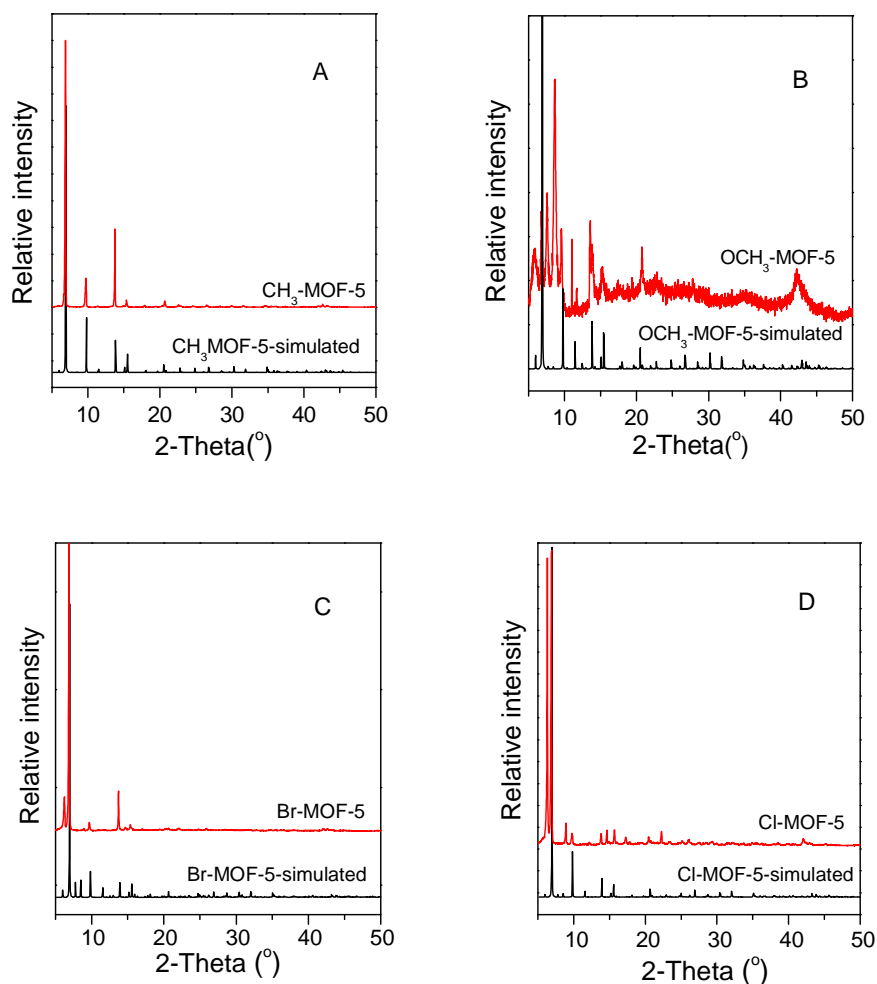 A
Relative intensity
CH₃-MOF-5
CH₃MOF-5-simulated
10 20 30 40 50
2-Theta(°)
B
Relative intensity
OCH₃-MOF-5
OCH₃-MOF-5-simulated
10 20 30 40 50
2-Theta(°)
C
Relative intensity
Br-MOF-5
Br-MOF-5-simulated
10 20 30 40 50
2-Theta (°)
D
Relative intensity
Cl-MOF-5
Cl-MOF-5-simulated
10 20 30 40 50
2-Theta (°)